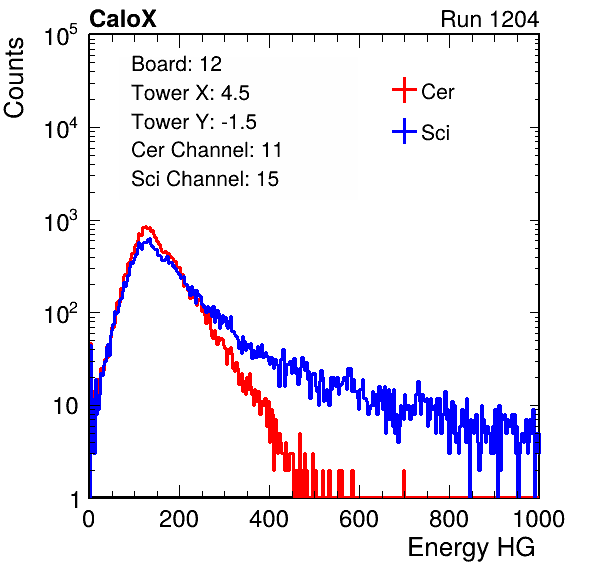 CaloX Run 1204
Counts
10^5
10^4
10^3
10^2
10
1
Board: 12
Tower X: 4.5
Tower Y: -1.5
Cer Channel: 11
Sci Channel: 15
Cer
Sci
0 200 400 600 800 1000
Energy HG